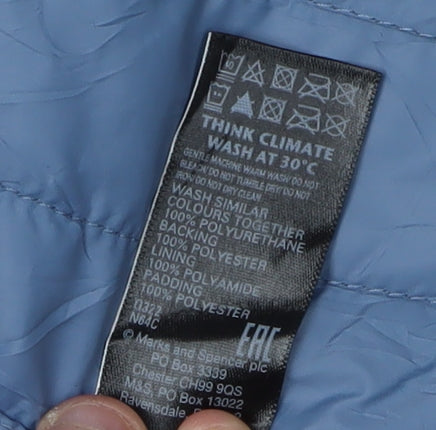 THINK CLIMATE
WASH AT 30°C
GENTLE MACHINE WARM WASH/DO NOT
BLEACH/DO NOT TUMBLE DRY/DO NOT
IRON/DO NOT DRY CLEAN
WASH SIMILAR
COLOURS TOGETHER
100% POLYURETHANE
BACKING
100% POLYESTER
LINING
100% POLYAMIDE
PADDING
100% POLYESTER
0322
N84C
EAC
© Marks and Spencer plc
PO Box 3339
Chester CH99 9QS
M&S, PO Box 13022
Ravensdale